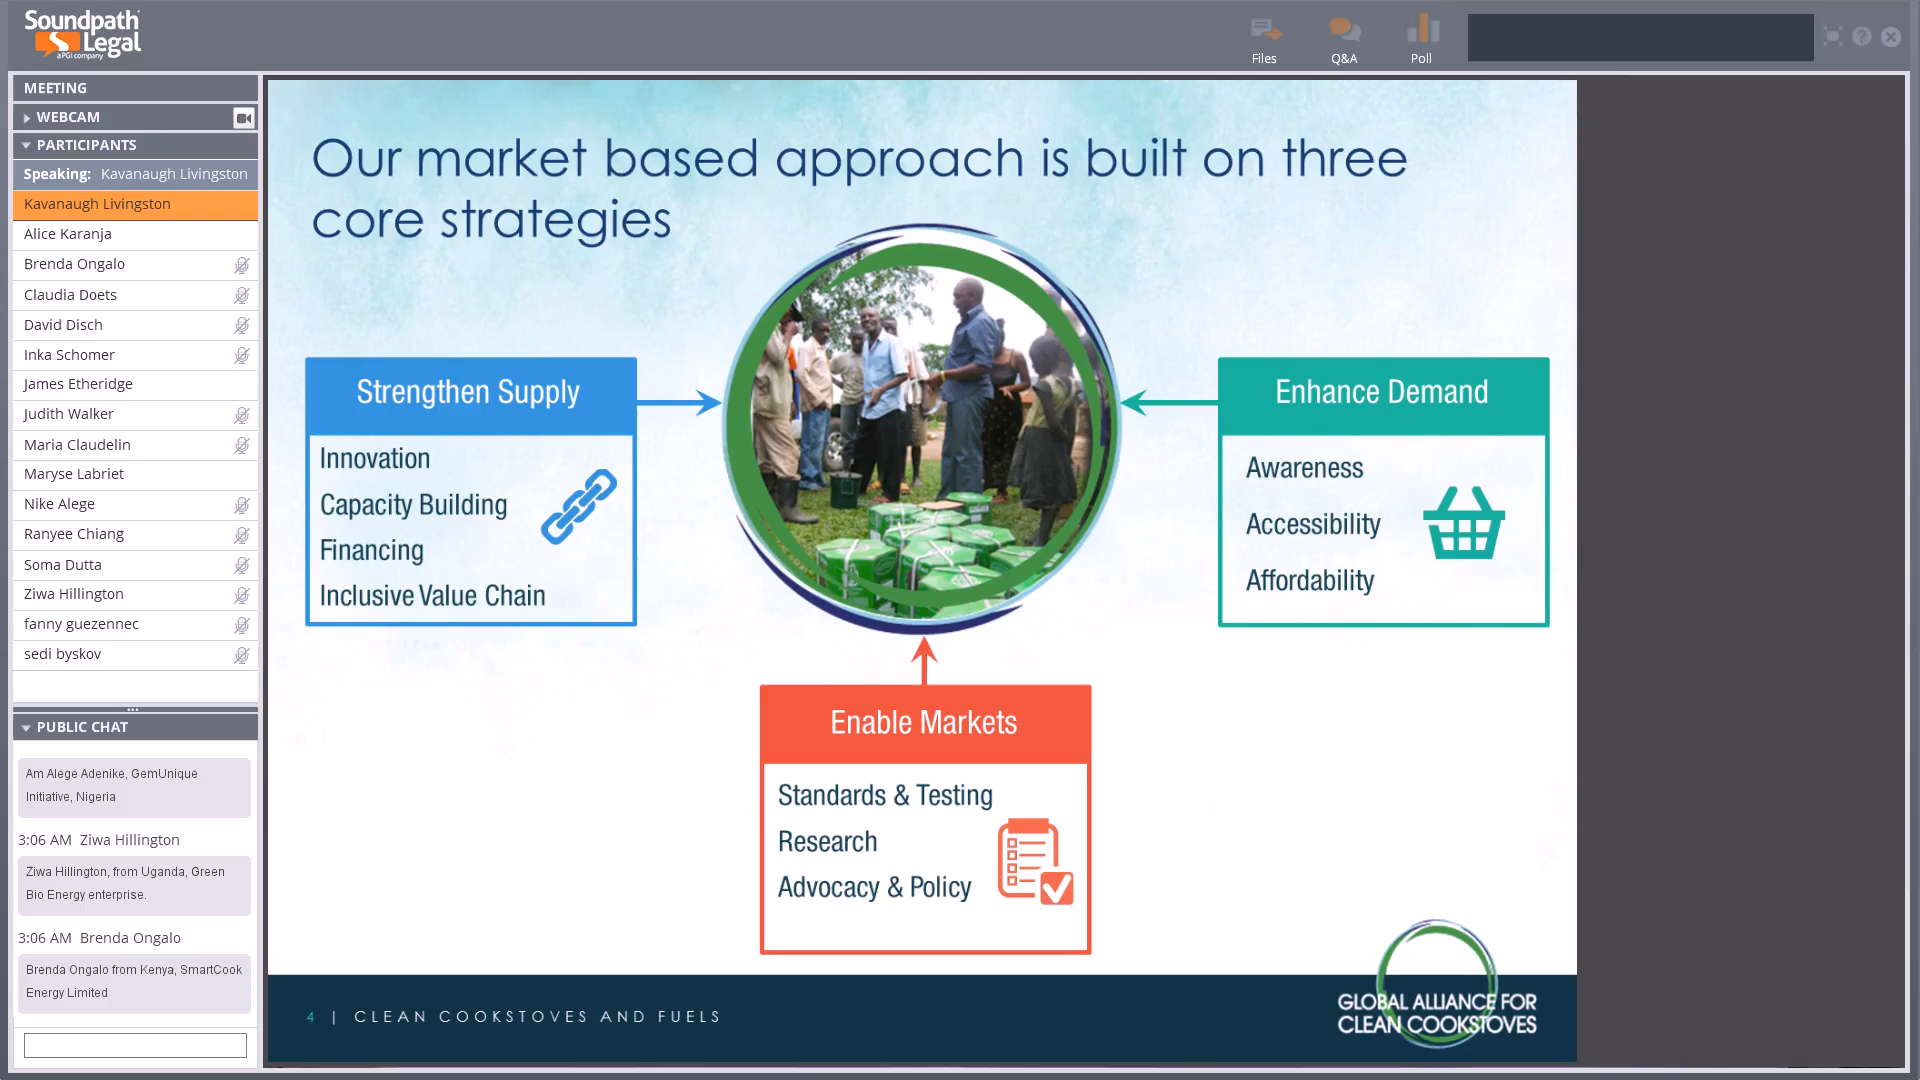 Soundpath
Legal
a PGi company
Files
Q&A
Poll
MEETING
WEBCAM
PARTICIPANTS
Speaking: Kavanaugh Livingston
Kavanaugh Livingston
Alice Karanja
Brenda Ongalo
Claudia Doets
David Disch
Inka Schomer
James Etheridge
Judith Walker
Maria Claudelin
Maryse Labriet
Nike Alege
Ranyee Chiang
Soma Dutta
Ziwa Hillington
fanny guezennec
sedi byskov
PUBLIC CHAT
Am Alege Adenike, GemUnique
Initiative, Nigeria
3:06 AM Ziwa Hillington
Ziwa Hillington, from Uganda, Green
Bio Energy enterprise.
3:06 AM Brenda Ongalo
Brenda Ongalo from Kenya, SmartCook
Energy Limited
Our market based approach is built on three
core strategies
Strengthen Supply
Innovation
Capacity Building
Financing
Inclusive Value Chain
Enhance Demand
Awareness
Accessibility
Affordability
Enable Markets
Standards & Testing
Research
Advocacy & Policy
4 | CLEAN COOKSTOVES AND FUELS
GLOBAL ALLIANCE FOR
CLEAN COOKSTOVES